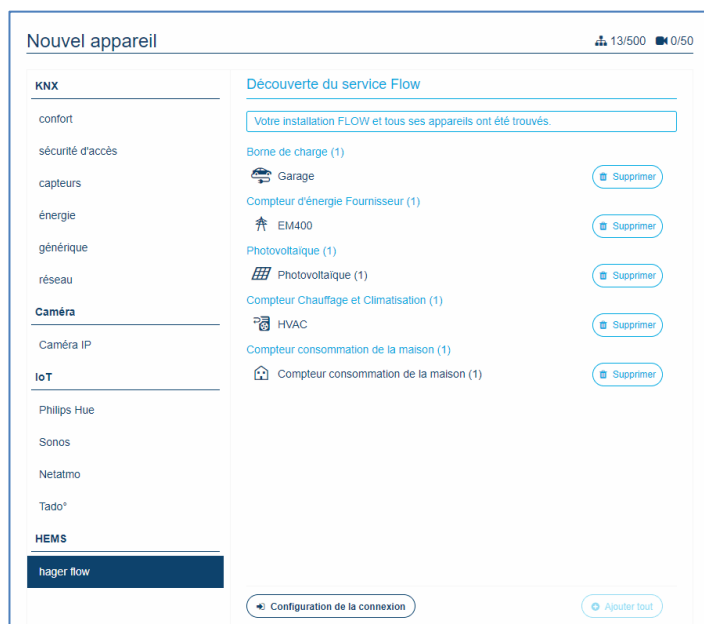 Nouvel appareil
13/500 0/50
KNX
confort
sécurité d'accès
capteurs
énergie
générique
réseau
Caméra
Caméra IP
IoT
Philips Hue
Sonos
Netatmo
Tado°
HEMS
hager flow
Découverte du service Flow
Votre installation FLOW et tous ses appareils ont été trouvés.
Borne de charge (1)
Garage Supprimer
Compteur d'énergie Fournisseur (1)
EM400 Supprimer
Photovoltaïque (1)
Photovoltaïque (1) Supprimer
Compteur Chauffage et Climatisation (1)
HVAC Supprimer
Compteur consommation de la maison (1)
Compteur consommation de la maison (1) Supprimer
Configuration de la connexion Ajouter tout